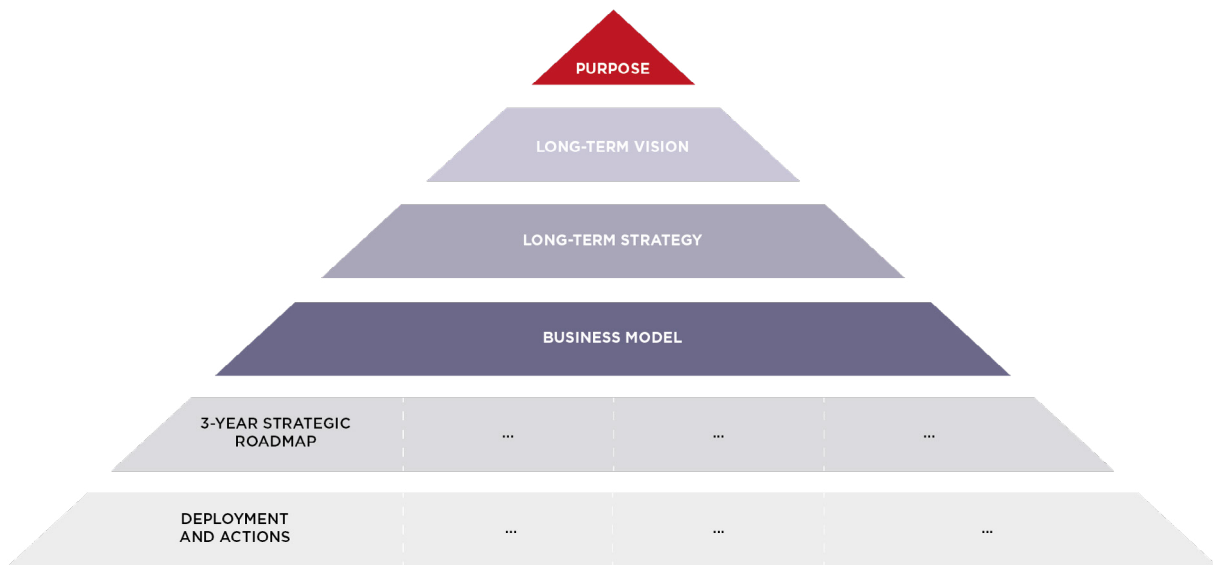 PURPOSE
LONG-TERM VISION
LONG-TERM STRATEGY
BUSINESS MODEL
3-YEAR STRATEGIC
ROADMAP
...
...
...
DEPLOYMENT
AND ACTIONS
...
...
...